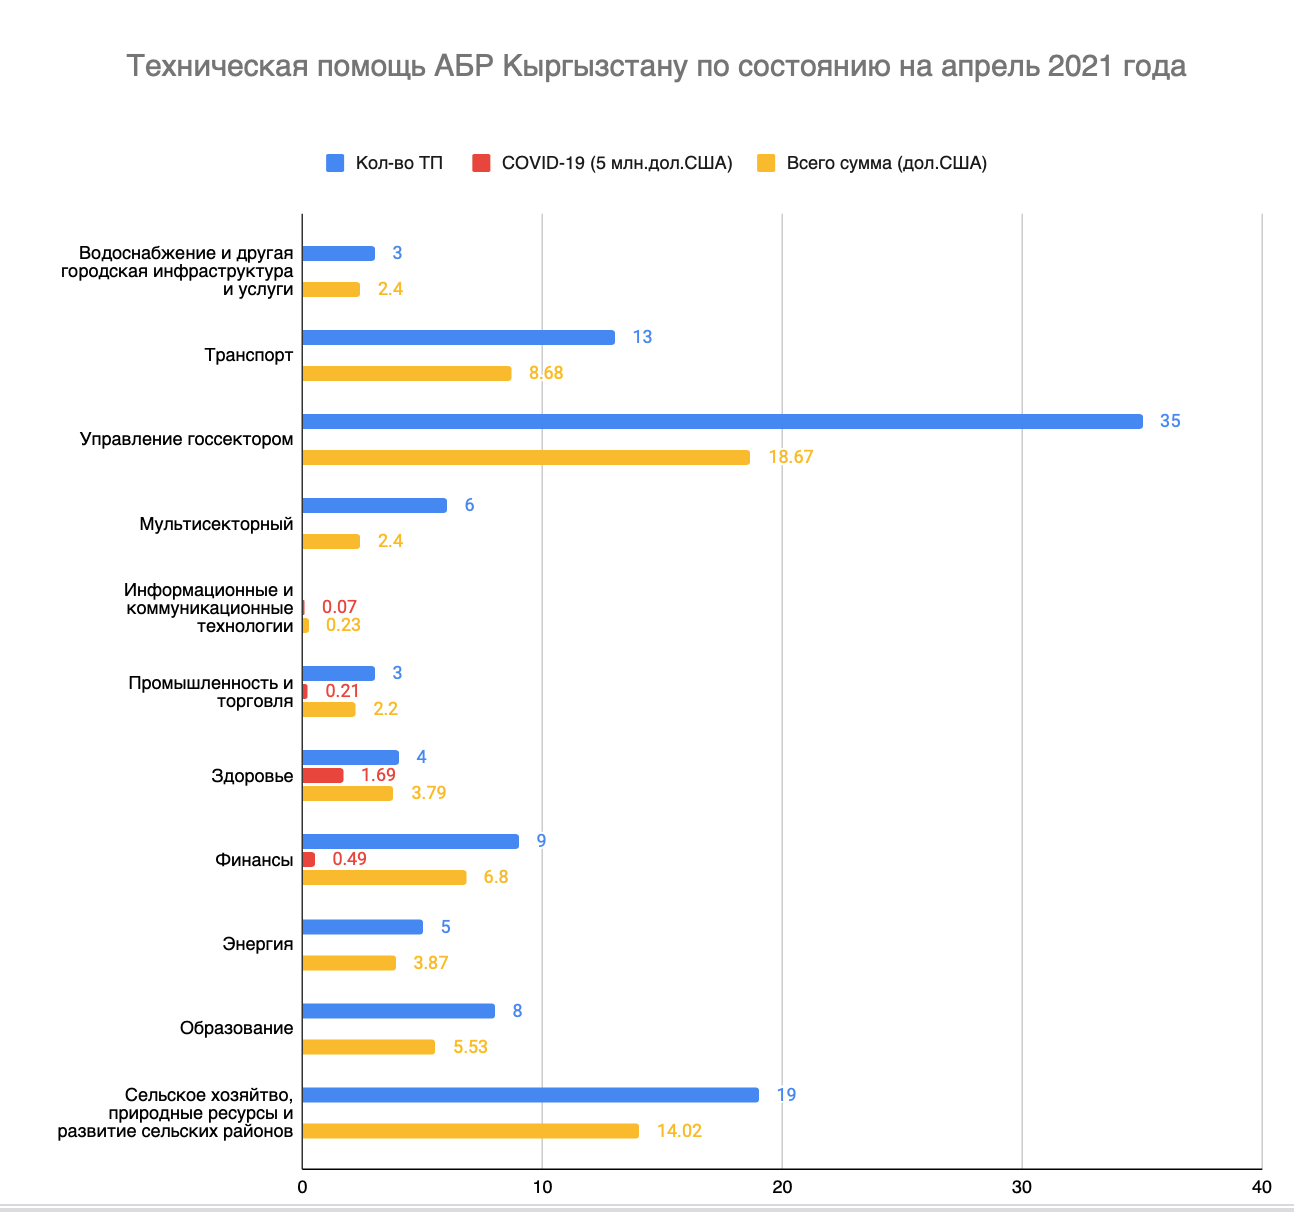 Техническая помощь АБР Кыргызстану по состоянию на апрель 2021 года
Кол-во ТП COVID-19 (5 млн.дол.США) Всего сумма (дол.США)
Водоснабжение и другая
городская инфраструктура
и услуги
3
2.4
Транспорт
13
8.68
Управление госсектором
35
18.67
Мультисекторный
6
2.4
Информационные и
коммуникационные
технологии
0.07
0.23
Промышленность и
торговля
3
0.21
2.2
Здоровье
4
1.69
3.79
Финансы
9
0.49
6.8
Энергия
5
3.87
Образование
8
5.53
Сельское хозяйтво,
природные ресурсы и
развитие сельских районов
19
14.02
0 10 20 30 40